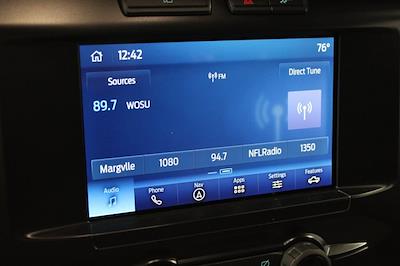 12:42
76°
Sources
FM
Direct Tune
89.7 WOSU
Margvlle 1080 94.7 NFLRadio 1350
Audio Phone Nav Apps Settings Features